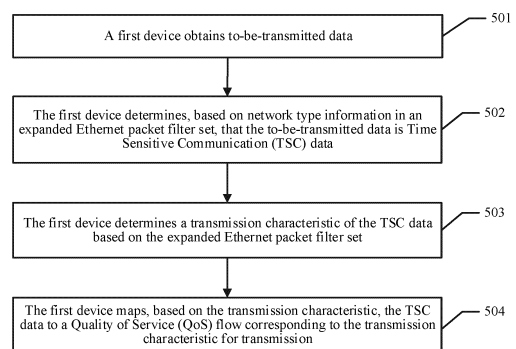 501
A first device obtains to-be-transmitted data
502
The first device determines, based on network type information in an
expanded Ethernet packet filter set, that the to-be-transmitted data is Time
Sensitive Communication (TSC) data
503
The first device determines a transmission characteristic of the TSC data
based on the expanded Ethernet packet filter set
504
The first device maps, based on the transmission characteristic, the TSC
data to a Quality of Service (QoS) flow corresponding to the transmission
characteristic for transmission